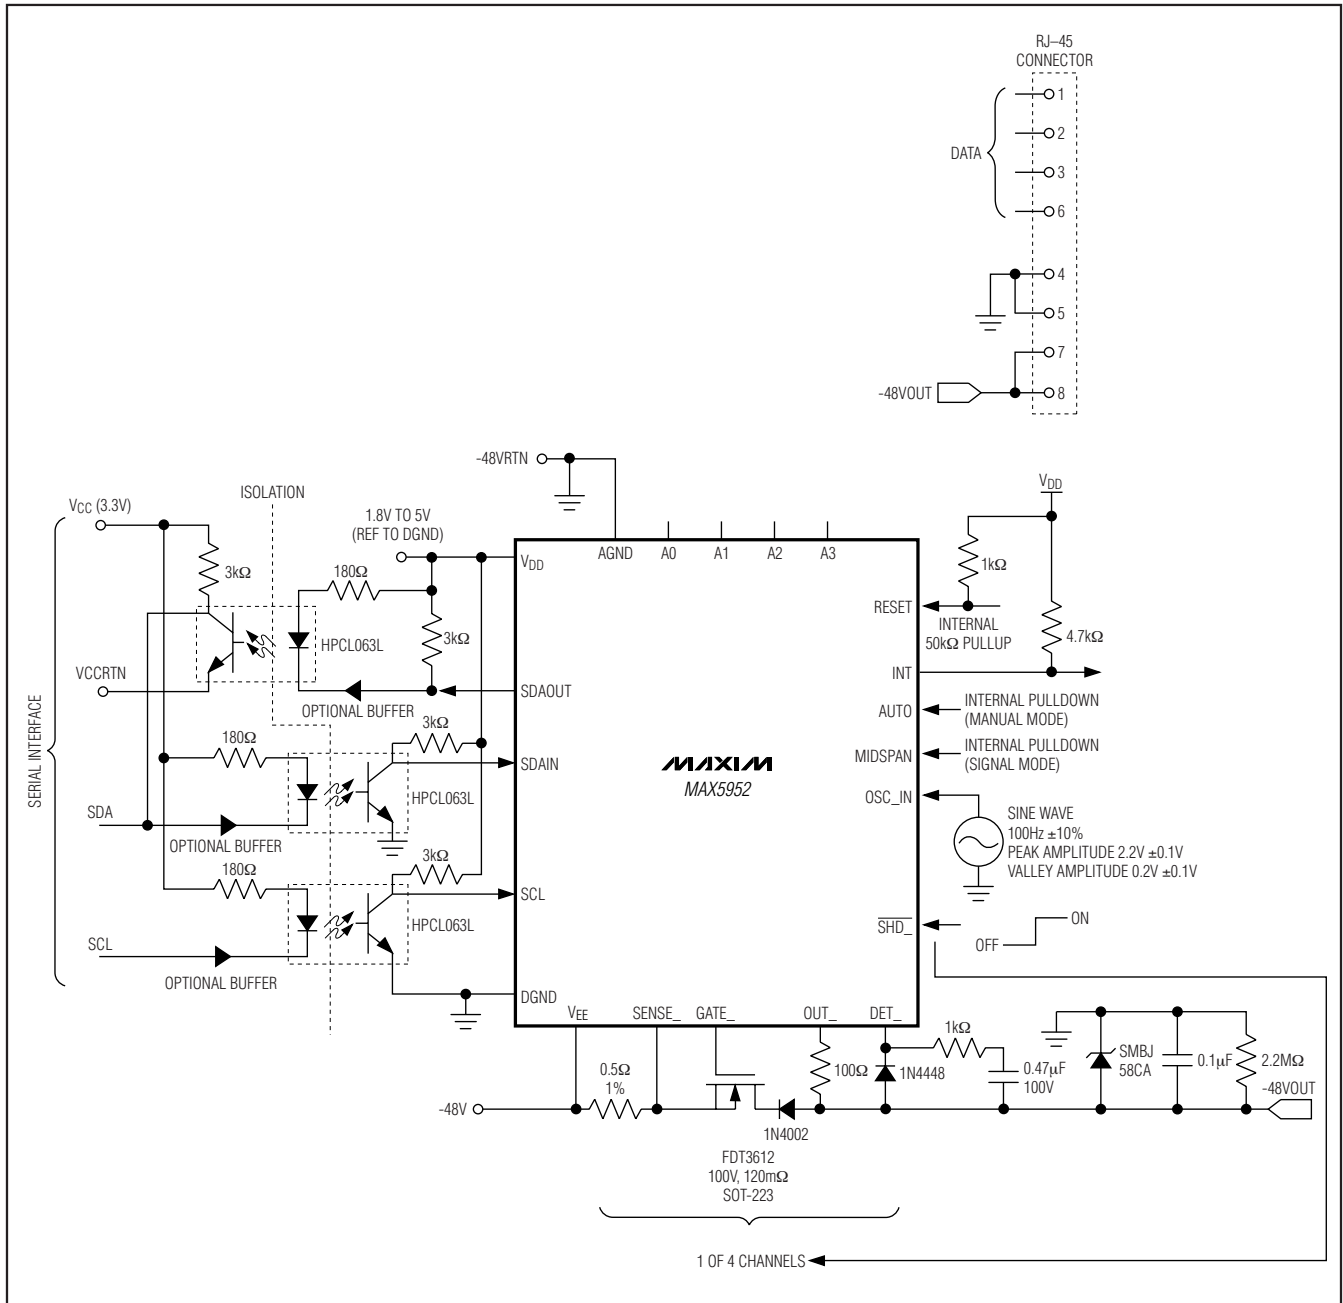 RJ–45
CONNECTOR
1
2
DATA
3
6
4
5
7
-48VOUT
8
-48VRTN
ISOLATION
VCC (3.3V)
1.8V TO 5V
(REF TO DGND)
VDD
3kΩ
180Ω
VDD
AGND
A0
A1
A2
A3
1kΩ
RESET
INTERNAL
50kΩ PULLUP
4.7kΩ
HPCL063L
3kΩ
VCCRTN
INT
SDAOUT
OPTIONAL BUFFER
AUTO
INTERNAL PULLDOWN
(MANUAL MODE)
SERIAL INTERFACE
180Ω
3kΩ
SDAIN
MAXIM
MAX5952
MIDSPAN
INTERNAL PULLDOWN
(SIGNAL MODE)
HPCL063L
OSC_IN
SDA
OPTIONAL BUFFER
SINE WAVE
100Hz ±10%
PEAK AMPLITUDE 2.2V ±0.1V
VALLEY AMPLITUDE 0.2V ±0.1V
180Ω
3kΩ
SCL
HPCL063L
SHD_
ON
OFF
SCL
OPTIONAL BUFFER
DGND
VEE
SENSE_
GATE_
OUT_
DET_
1kΩ
0.5Ω
1%
100Ω
1N4448
0.47µF
100V
SMBJ
58CA
0.1µF
2.2MΩ
-48VOUT
-48V
1N4002
FDT3612
100V, 120mΩ
SOT-223
1 OF 4 CHANNELS